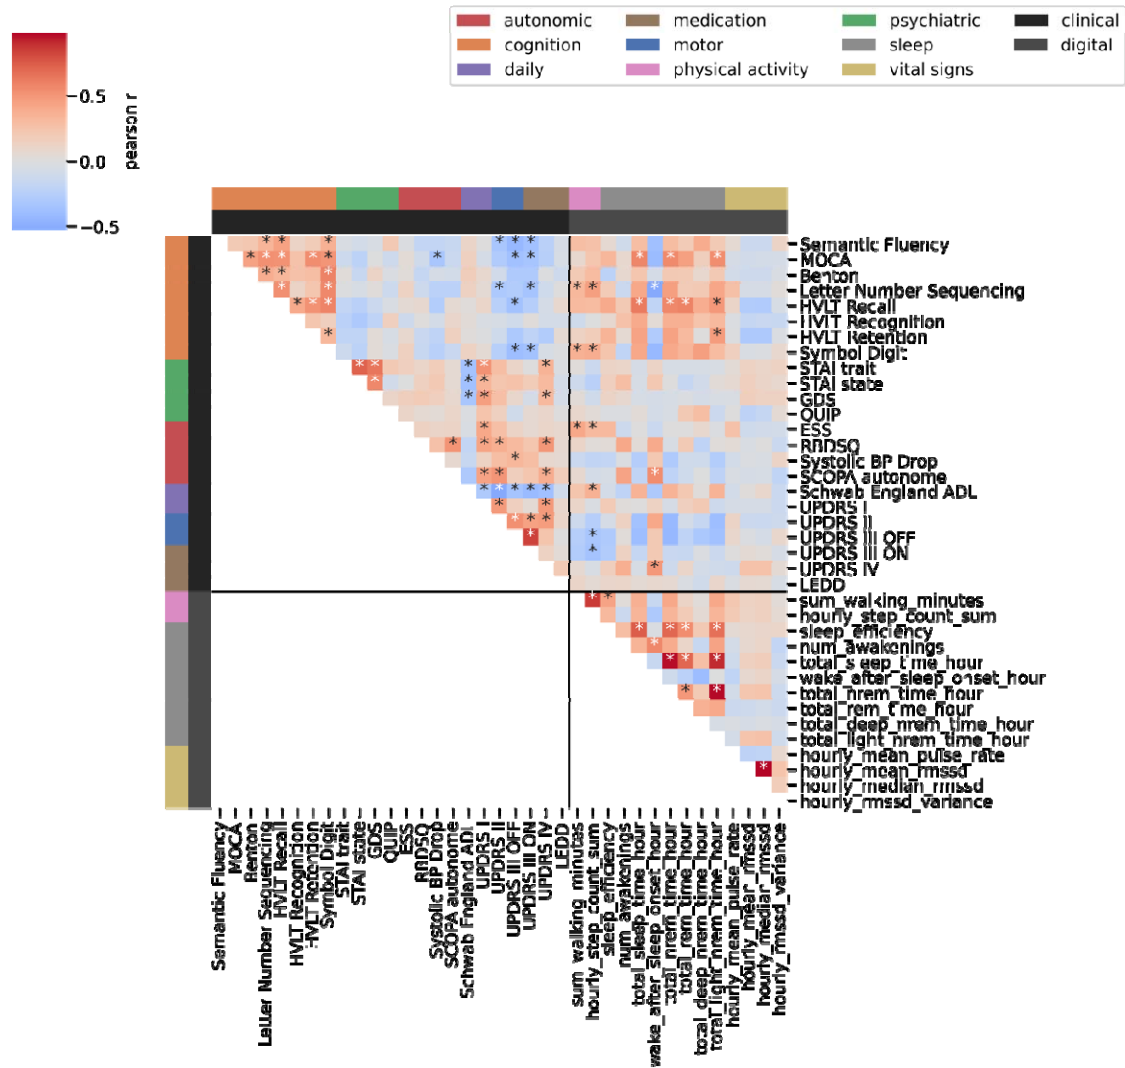 autonomic
cognition
daily
medication
motor
physical activity
psychiatric
sleep
vital signs
clinical
digital
0.5
0.0
−0.5
pearson r
Semantic Fluency
MOCA
Benton
Letter Number Sequencing
HVLT Recall
HVLT Recognition
HVLT Retention
Symbol Digit
STAI trait
STAI state
GDS
QUIP
ESS
RBDSQ
Systolic BP Drop
SCOPA autonome
Schwab England ADL
UPDRS I
UPDRS II
UPDRS III OFF
UPDRS III ON
UPDRS IV
LEDD
sum_walking_minutes
hourly_step_count_sum
sleep_efficiency
num_awakenings
total_sleep_time_hour
wake_after_sleep_onset_hour
total_nrem_time_hour
total_rem_time_hour
total_deep_nrem_time_hour
total_light_nrem_time_hour
hourly_mean_pulse_rate
hourly_mean_rmssd
hourly_median_rmssd
hourly_rmssd_variance
Semantic Fluency
MOCA
Benton
Letter Number Sequencing
HVLT Recall
HVLT Recognition
HVLT Retention
Symbol Digit
STAI trait
STAI state
GDS
QUIP
ESS
RBDSQ
Systolic BP Drop
SCOPA autonome
Schwab England ADL
UPDRS I
UPDRS II
UPDRS III OFF
UPDRS III ON
UPDRS IV
LEDD
sum_walking_minutes
hourly_step_count_sum
sleep_efficiency
num_awakenings
total_sleep_time_hour
wake_after_sleep_onset_hour
total_nrem_time_hour
total_rem_time_hour
total_deep_nrem_time_hour
total_light_nrem_time_hour
hourly_mean_pulse_rate
hourly_mean_rmssd
hourly_median_rmssd
hourly_rmssd_variance